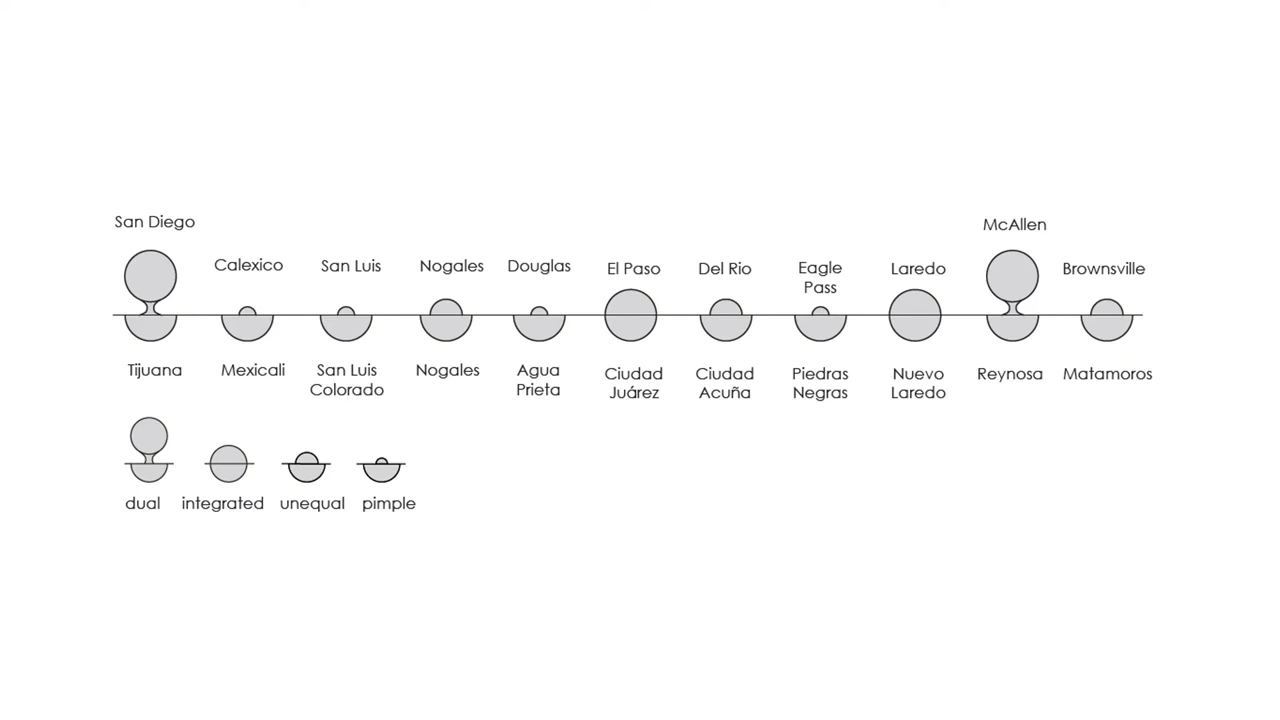 San Diego
McAllen
Calexico
San Luis
Nogales
Douglas
El Paso
Del Rio
Eagle
Pass
Laredo
Brownsville
Tijuana
Mexicali
San Luis
Colorado
Nogales
Agua
Prieta
Ciudad
Juárez
Ciudad
Acuña
Piedras
Negras
Nuevo
Laredo
Reynosa
Matamoros
dual
integrated
unequal
pimple